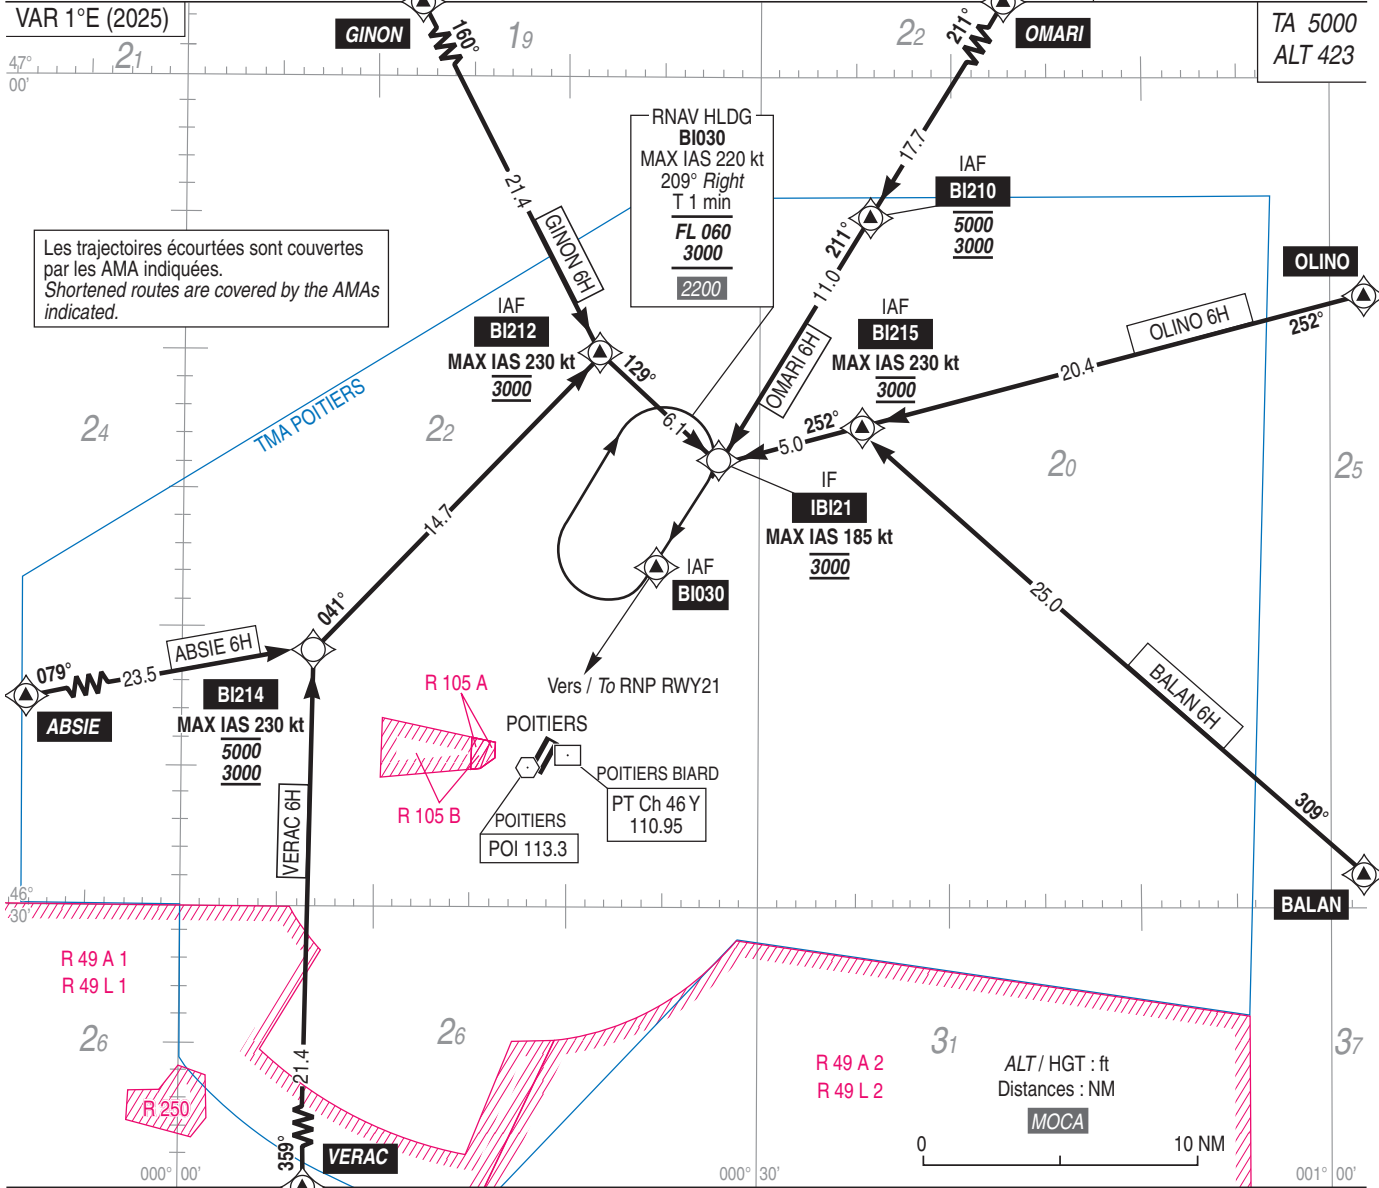 VAR 1°E (2025)
GINON
160°
19
22
211°
OMARI
TA 5000
ALT 423
21
47°
00'
RNAV HLDG
BI030
MAX IAS 220 kt
209° Right
T 1 min
FL 060
3000
2200
17.7
IAF
BI210
5000
3000
21.4
GINON 6H
211°
11.0
OMARI 6H
Les trajectoires écourtées sont couvertes
par les AMA indiquées.
Shortened routes are covered by the AMAs
indicated.
OLINO
252°
OLINO 6H
20.4
IAF
BI212
MAX IAS 230 kt
3000
129°
6.1
IAF
BI215
MAX IAS 230 kt
3000
252°
5.0
TMA POITIERS
24
22
20
25
IF
IBI21
MAX IAS 185 kt
3000
14.7
IAF
BI030
25.0
041°
ABSIE 6H
079°
23.5
ABSIE
BI214
MAX IAS 230 kt
5000
3000
Vers / To RNP RWY21
R 105 A
POITIERS
R 105 B
POITIERS BIARD
PT Ch 46 Y
110.95
POITIERS
POI 113.3
BALAN 6H
309°
BALAN
VERAC 6H
46°
30'
R 49 A 1
R 49 L 1
26
26
31
37
21.4
R 250
R 49 A 2
R 49 L 2
ALT / HGT : ft
Distances : NM
MOCA
0
10 NM
359°
VERAC
000° 00'
000° 30'
001° 00'